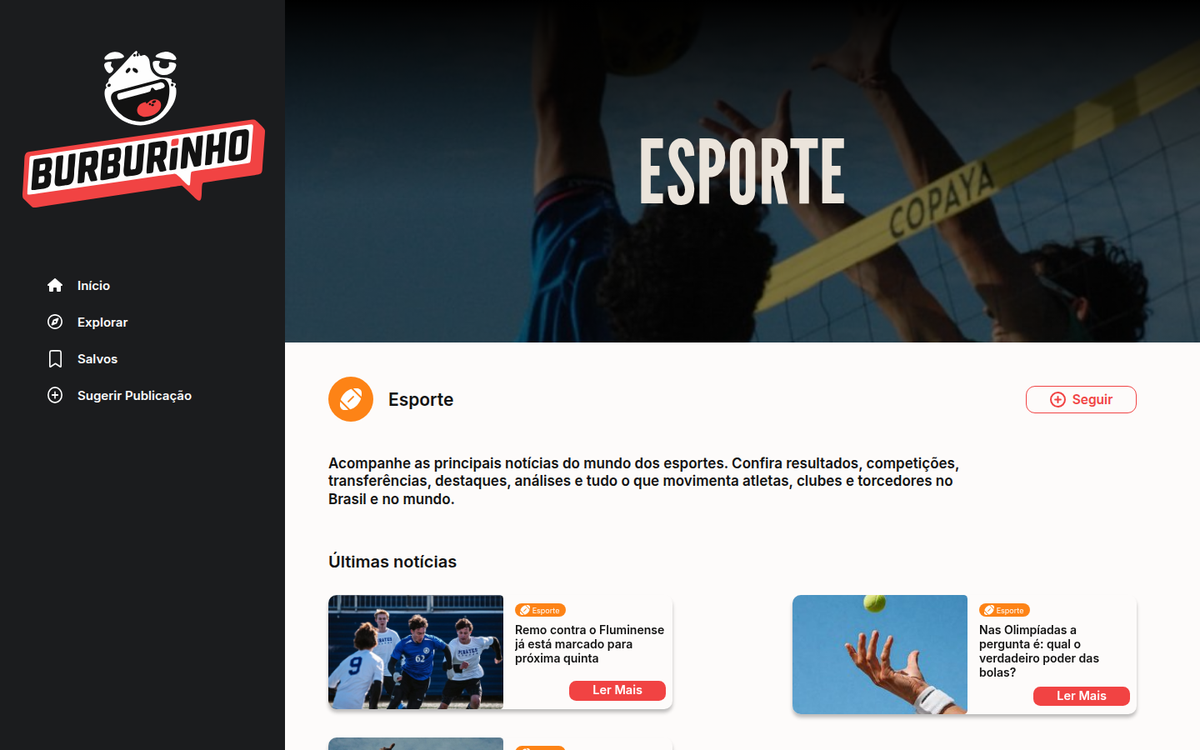 BURBURiNHO
Início
Explorar
Salvos
Sugerir Publicação
ESPORTE
COPAYA
Esporte
Seguir
Acompanhe as principais notícias do mundo dos esportes. Confira resultados, competições,
transferências, destaques, análises e tudo o que movimenta atletas, clubes e torcedores no
Brasil e no mundo.
Últimas notícias
9
62
Esporte
Remo contra o Fluminense
já está marcado para
próxima quinta
Ler Mais
Esporte
Nas Olimpíadas a
pergunta é: qual o
verdadeiro poder das
bolas?
Ler Mais